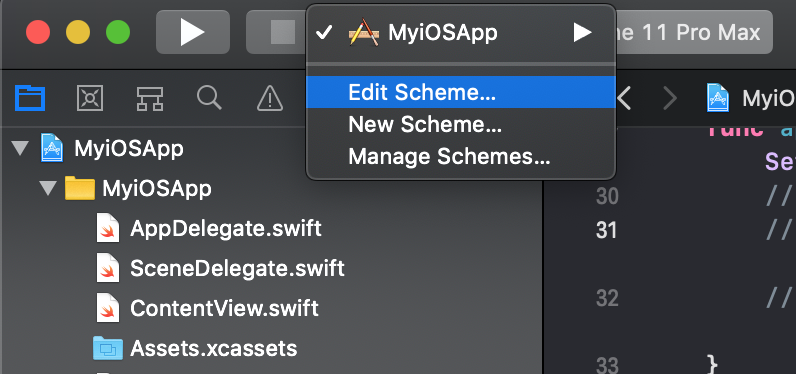 MyiOSApp
11 Pro Max
Edit Scheme...
New Scheme...
Manage Schemes...
MyiOSApp
MyiOSApp
AppDelegate.swift
SceneDelegate.swift
ContentView.swift
Assets.xcassets
MyiO
func
Se
30 //
31 //
32 //
33 }